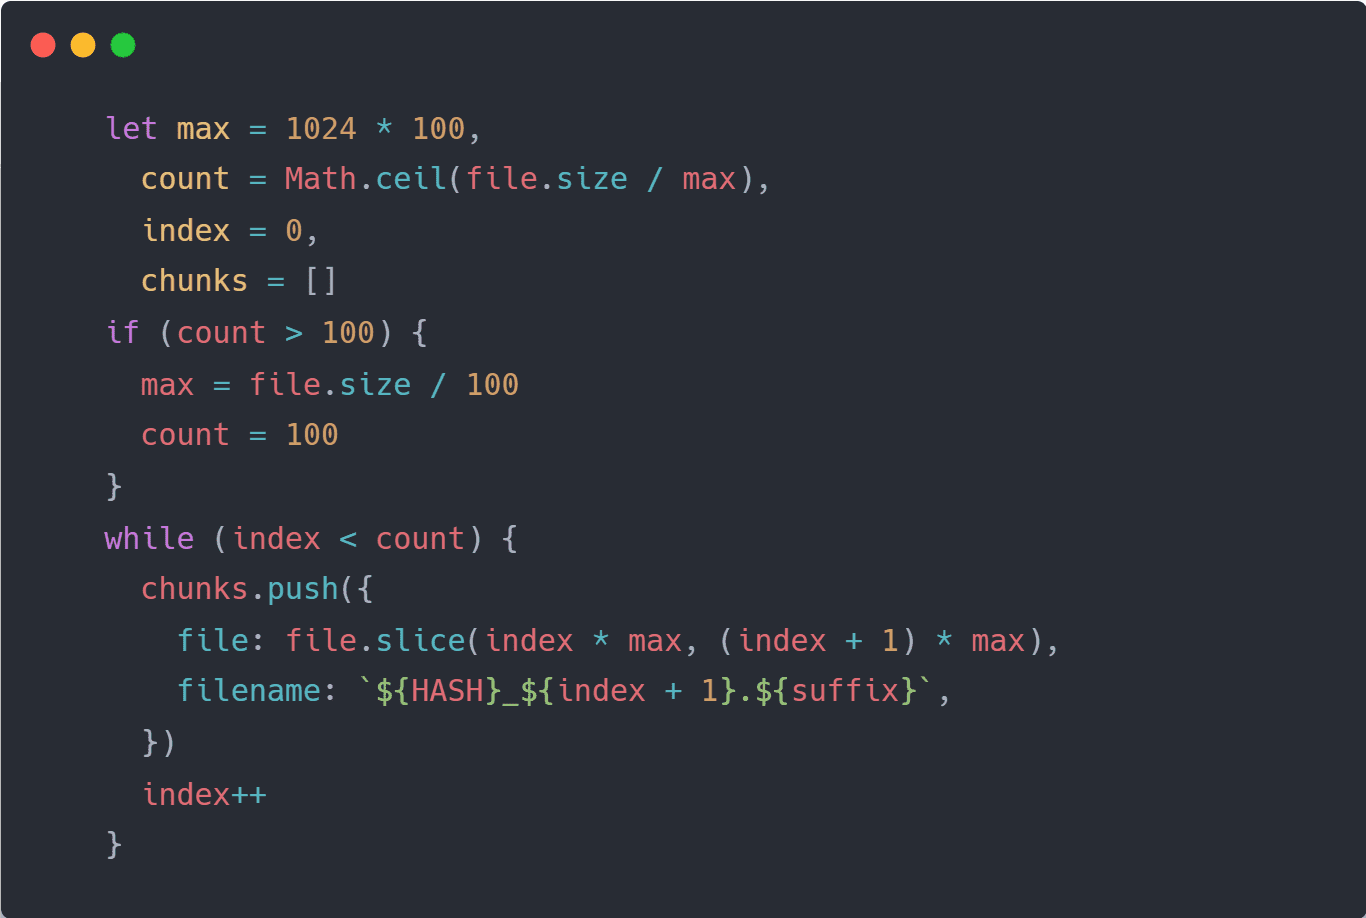 let max = 1024 * 100,
  count = Math.ceil(file.size / max),
  index = 0,
  chunks = []
if (count > 100) {
  max = file.size / 100
  count = 100
}
while (index < count) {
  chunks.push({
    file: file.slice(index * max, (index + 1) * max),
    filename: `${HASH}_${index + 1}.${suffix}`,
  })
  index++
}